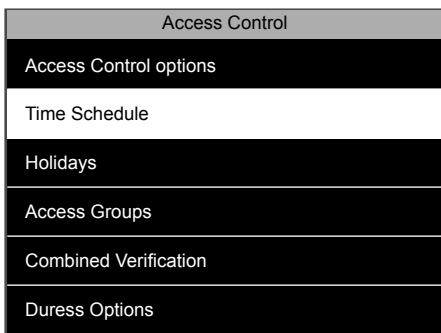 Access Control
Access Control options
Time Schedule
Holidays
Access Groups
Combined Verification
Duress Options